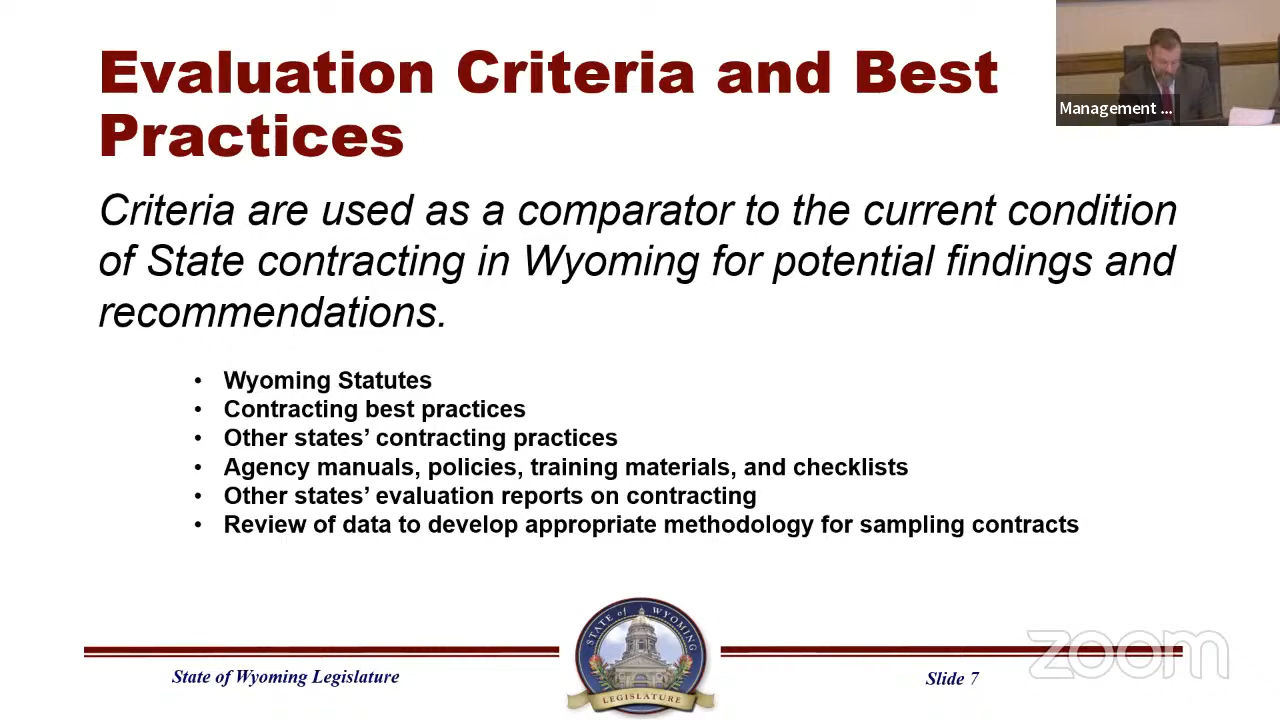 Evaluation Criteria and Best
Practices
Management ...
Criteria are used as a comparator to the current condition
of State contracting in Wyoming for potential findings and
recommendations.
• Wyoming Statutes
• Contracting best practices
• Other states’ contracting practices
• Agency manuals, policies, training materials, and checklists
• Other states’ evaluation reports on contracting
• Review of data to develop appropriate methodology for sampling contracts
STATE of WYOMING
LEGISLATURE
zoom
State of Wyoming Legislature
Slide 7